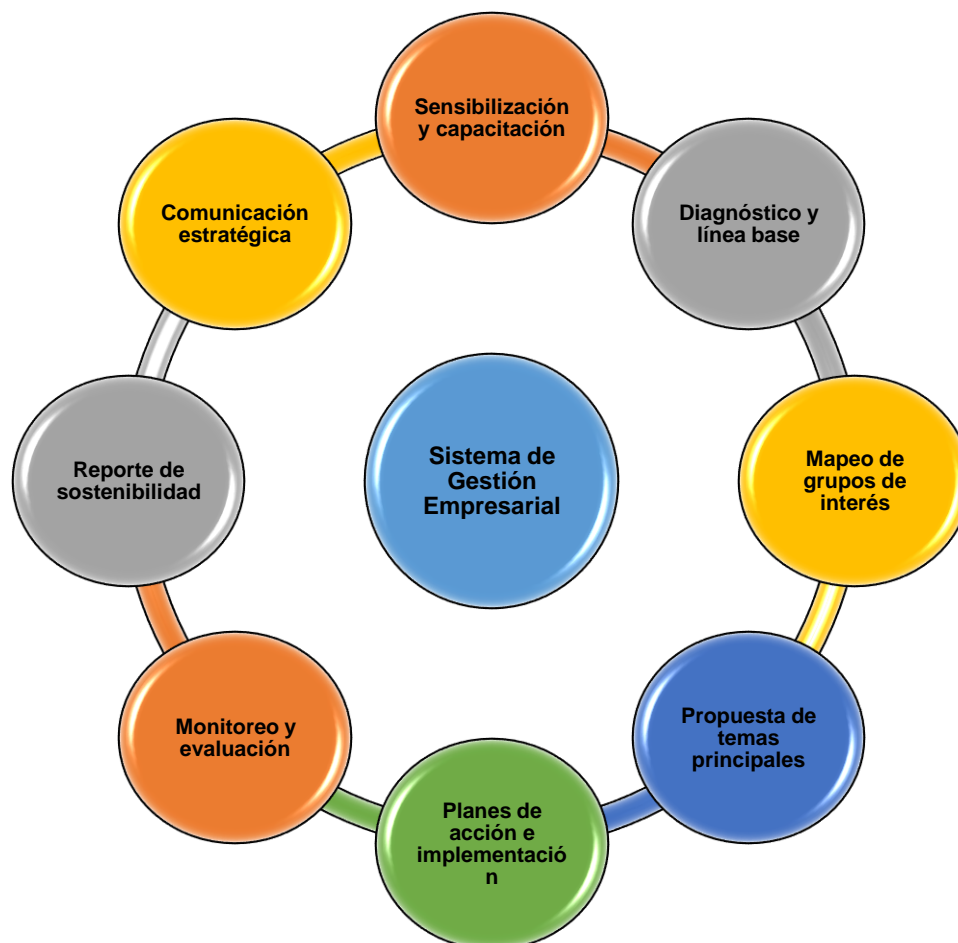 Sensibilización
y capacitación
Diagnóstico y
línea base
Mapeo de
grupos de
interés
Propuesta de
temas
principales
Planes de
acción e
implementació
n
Monitoreo y
evaluación
Reporte de
sostenibilidad
Comunicación
estratégica
Sistema de
Gestión
Empresarial